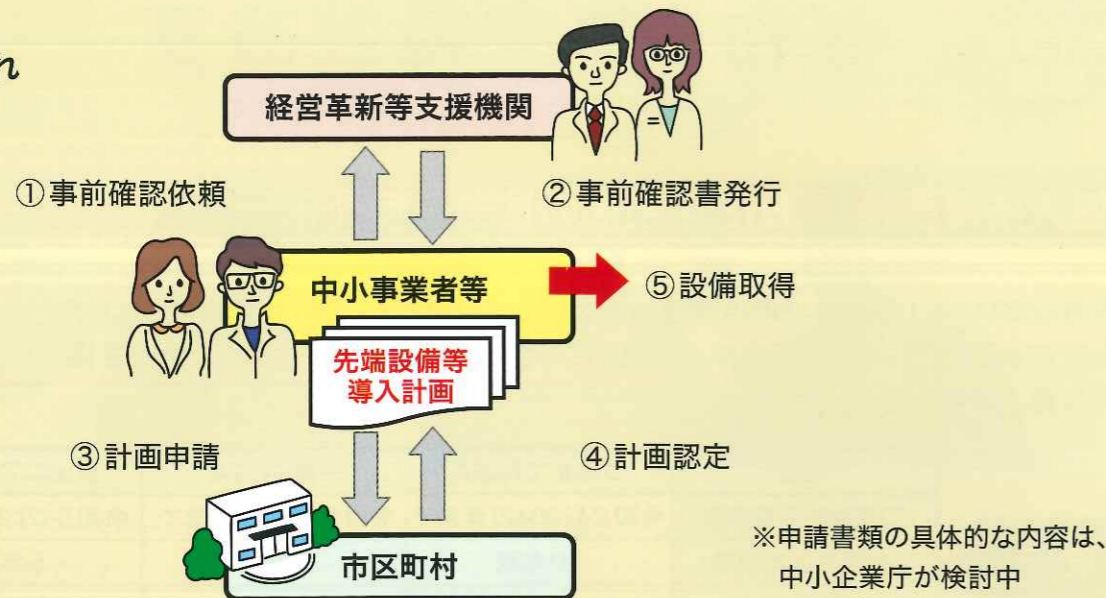 れ
経営革新等支援機関
①事前確認依頼
②事前確認書発行
中小事業者等
⑤設備取得
先端設備等
導入計画
③計画申請
④計画認定
市区町村
※申請書類の具体的な内容は、
中小企業庁が検討中